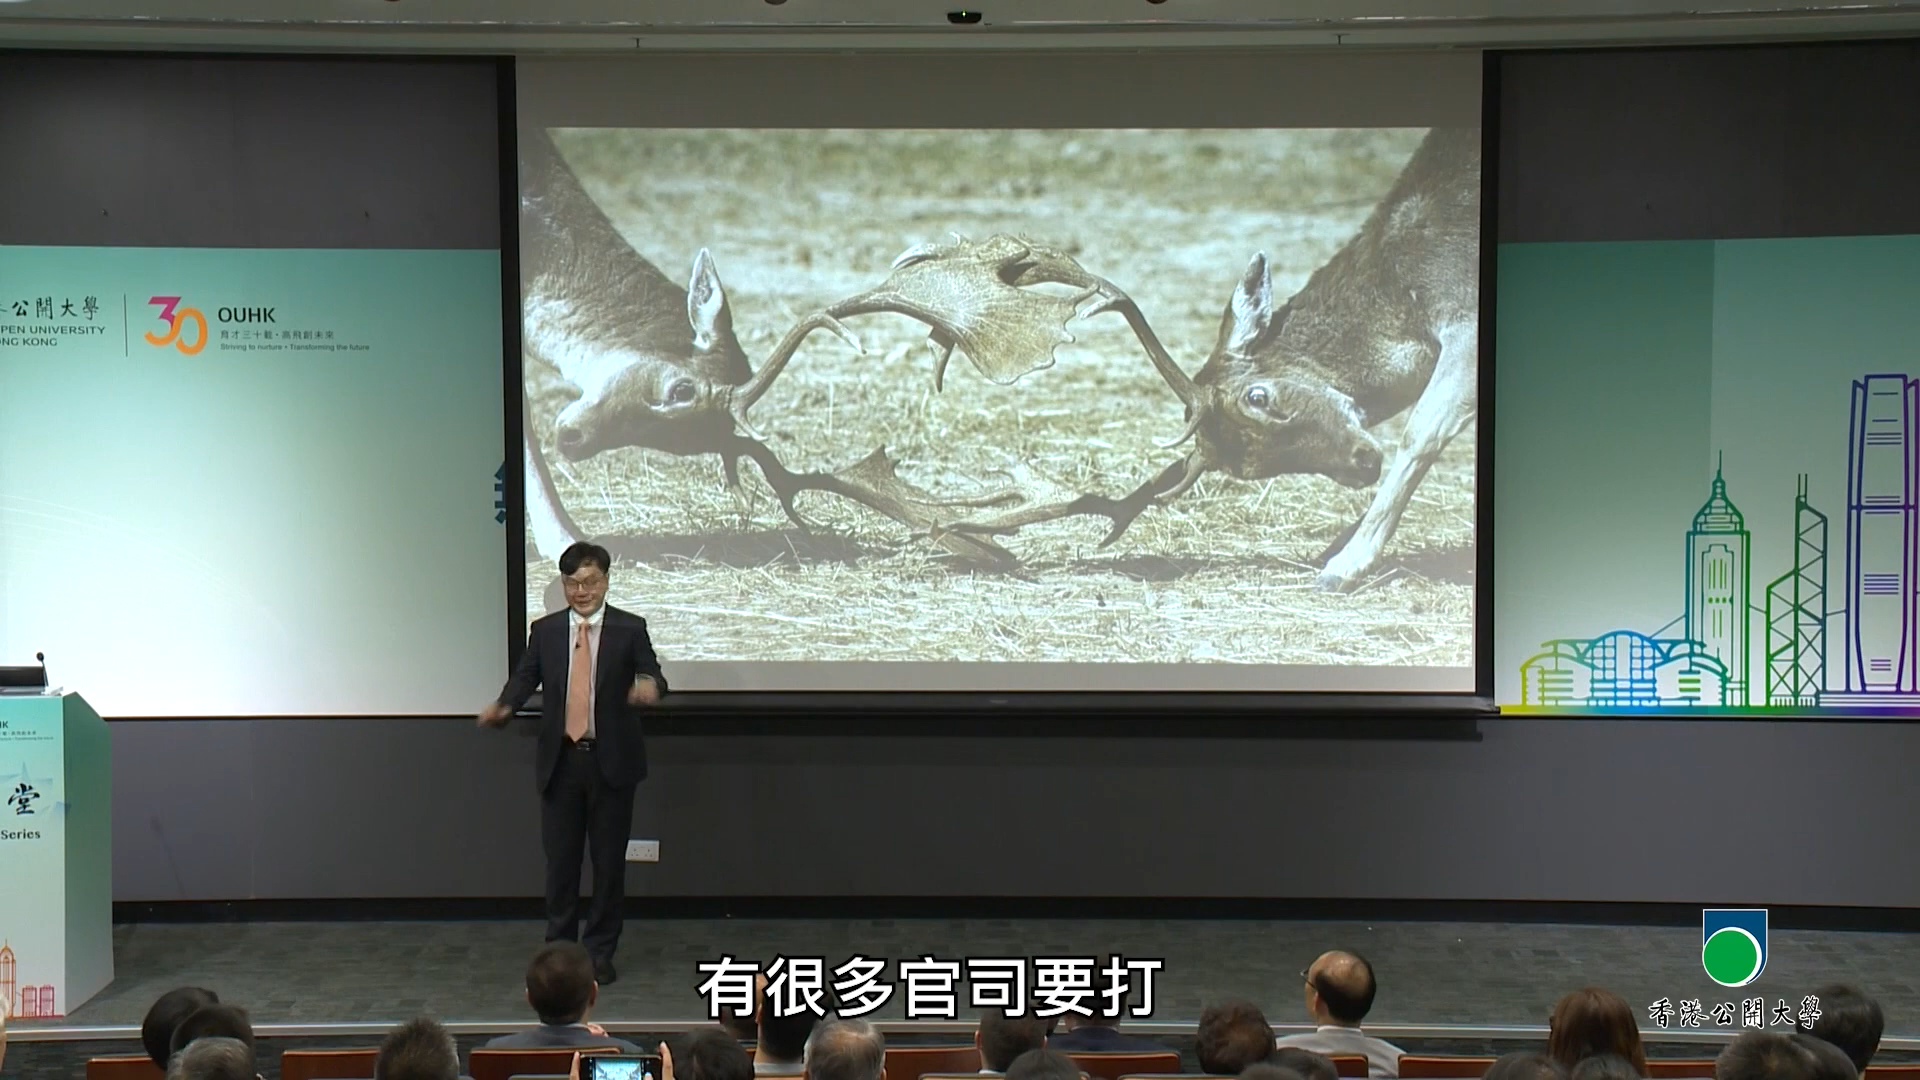 公開大學
PEN UNIVERSITY
ONG KONG
30
OUHK
育才三十載・高飛創未來
Striving to nurture • Transforming the future
堂
Series
有很多官司要打
香港公開大學